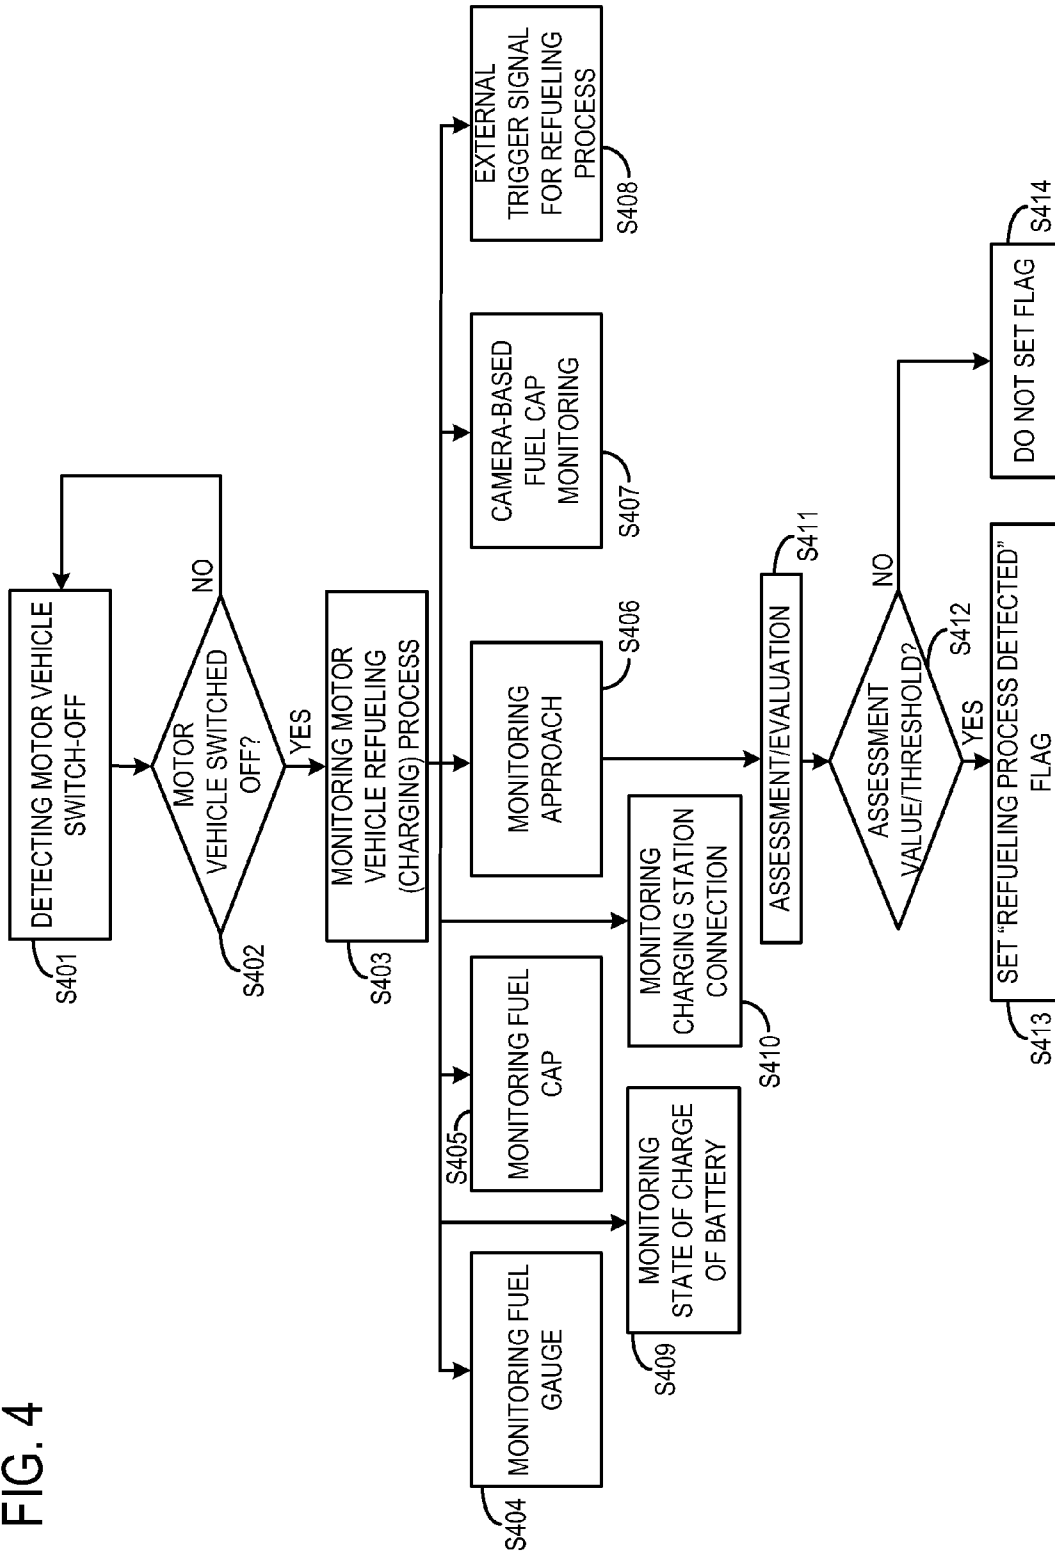 FIG. 4
DETECTING MOTOR VEHICLE
SWITCH-OFF
S401
MOTOR
VEHICLE SWITCHED
OFF?
S402
NO
YES
MONITORING MOTOR
VEHICLE REFUELING
(CHARGING) PROCESS
S403
MONITORING FUEL
GAUGE
S404
MONITORING FUEL
CAP
S405
MONITORING
APPROACH
S406
CAMERA-BASED
FUEL CAP
MONITORING
S407
EXTERNAL
TRIGGER SIGNAL
FOR REFUELING
PROCESS
S408
MONITORING
STATE OF CHARGE
OF BATTERY
S409
MONITORING
CHARGING STATION
CONNECTION
S410
ASSESSMENT/EVALUATION
S411
ASSESSMENT
VALUE/THRESHOLD?
S412
NO
YES
SET “REFUELING PROCESS DETECTED”
FLAG
S413
DO NOT SET FLAG
S414